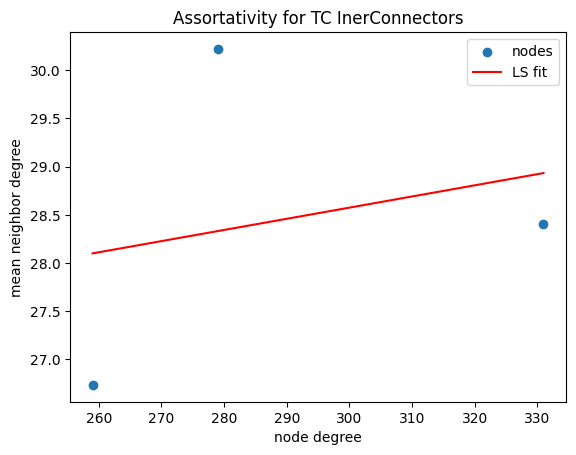 Assortativity for TC InerConnectors
nodes
LS fit
mean neighbor degree
30.0
29.5
29.0
28.5
28.0
27.5
27.0
260 270 280 290 300 310 320 330
node degree